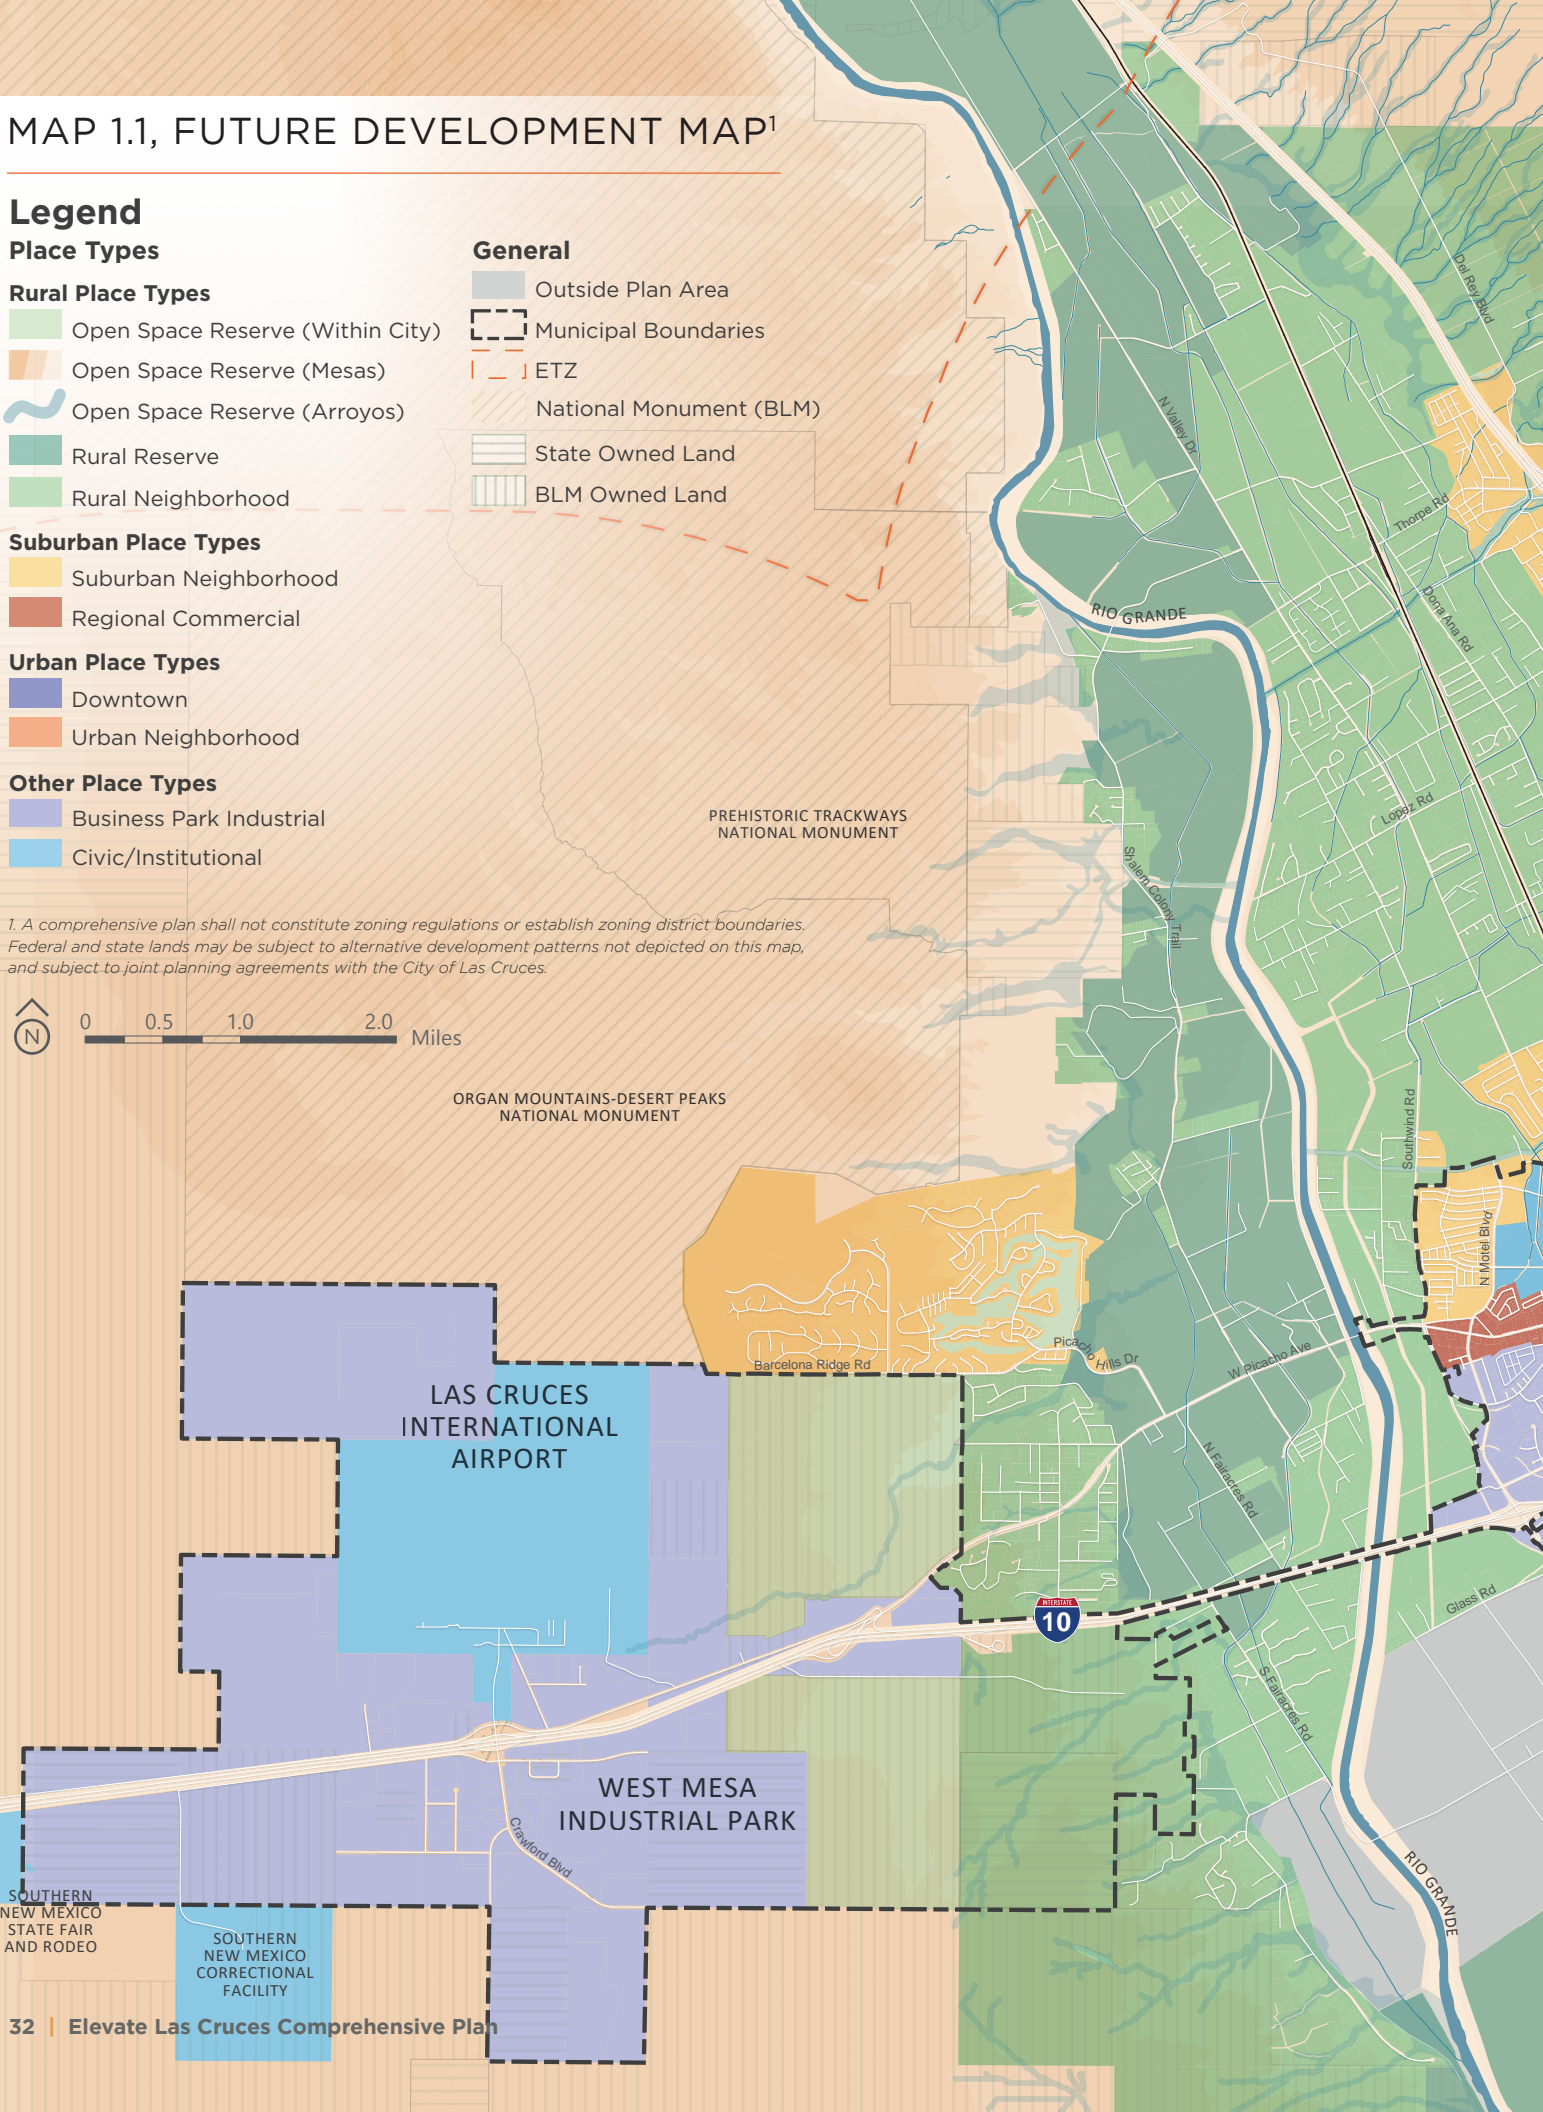 MAP 1.1, FUTURE DEVELOPMENT MAP1
Legend
Place Types
Rural Place Types
Open Space Reserve (Within City)
Open Space Reserve (Mesas)
Open Space Reserve (Arroyos)
Rural Reserve
Rural Neighborhood
Suburban Place Types
Suburban Neighborhood
Regional Commercial
Urban Place Types
Downtown
Urban Neighborhood
Other Place Types
Business Park Industrial
Civic/Institutional
General
Outside Plan Area
Municipal Boundaries
ETZ
National Monument (BLM)
State Owned Land
BLM Owned Land
1. A comprehensive plan shall not constitute zoning regulations or establish zoning district boundaries.
Federal and state lands may be subject to alternative development patterns not depicted on this map,
and subject to joint planning agreements with the City of Las Cruces.
N
0 0.5 1.0 2.0
Miles
Del Rey Blvd
N Valley Dr
Thorpe Rd
Dona Ana Rd
RIO GRANDE
Lopez Rd
PREHISTORIC TRACKWAYS
NATIONAL MONUMENT
Shalem Colony Trail
ORGAN MOUNTAINS-DESERT PEAKS
NATIONAL MONUMENT
Southwind Rd
N Motel Blvd
Barcelona Ridge Rd
Picacho Hills Dr
W Picacho Ave
LAS CRUCES
INTERNATIONAL
AIRPORT
N Fairacres Rd
INTERSTATE
10
Glass Rd
S Fairacres Rd
WEST MESA
INDUSTRIAL PARK
Crawford Blvd
RIO GRANDE
SOUTHERN
NEW MEXICO
STATE FAIR
AND RODEO
SOUTHERN
NEW MEXICO
CORRECTIONAL
FACILITY
32 | Elevate Las Cruces Comprehensive Plan